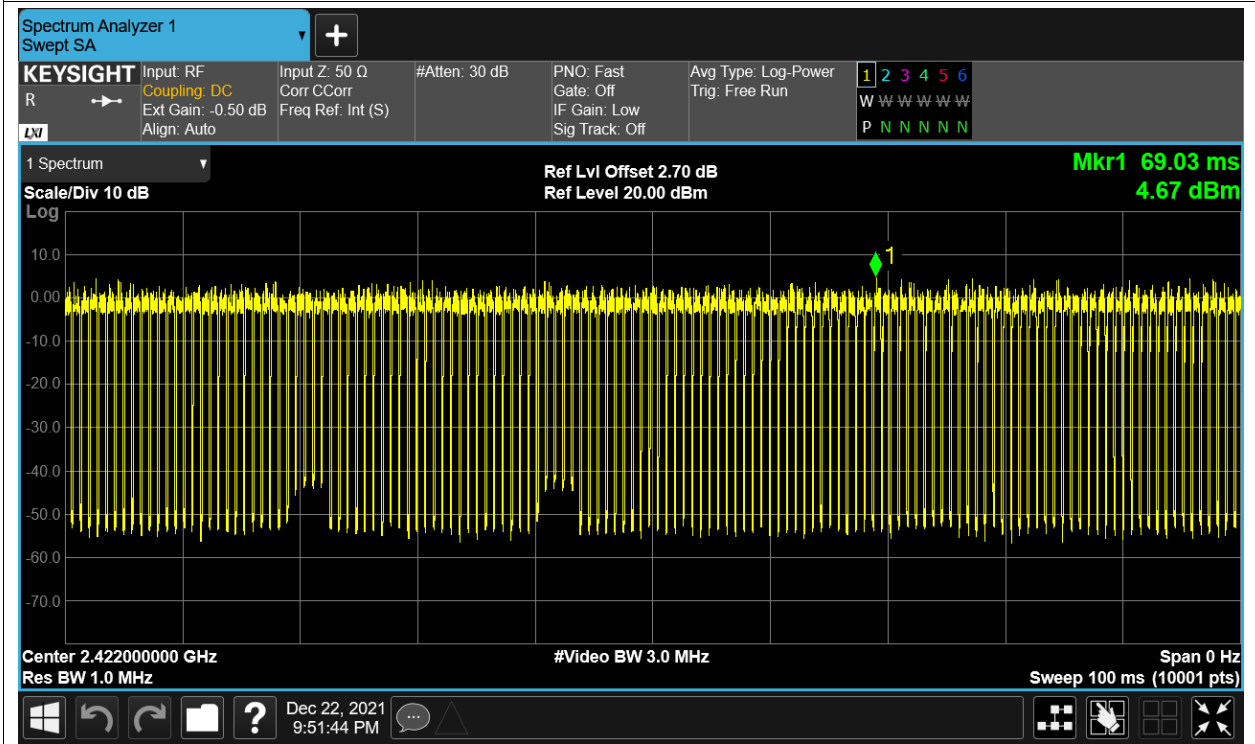 Spectrum Analyzer 1
Swept SA
KEYSIGHT
R
LXI
Input: RF
Coupling: DC
Ext Gain: -0.50 dB
Align: Auto
Input Z: 50 Ω
Corr CCorr
Freq Ref: Int (S)
#Atten: 30 dB
PNO: Fast
Gate: Off
IF Gain: Low
Sig Track: Off
Avg Type: Log-Power
Trig: Free Run
1 2 3 4 5 6
W W W W W W
P N N N N N
1 Spectrum
Scale/Div 10 dB
Log
Ref Lvl Offset 2.70 dB
Ref Level 20.00 dBm
Mkr1 69.03 ms
4.67 dBm
1
10.0
0.00
-10.0
-20.0
-30.0
-40.0
-50.0
-60.0
-70.0
Center 2.422000000 GHz
#Video BW 3.0 MHz
Span 0 Hz
Res BW 1.0 MHz
Sweep 100 ms (10001 pts)
?
Dec 22, 2021
9:51:44 PM